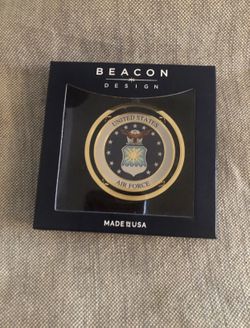 BEACON
DESIGN
UNITED STATES
AIR FORCE
MADE IN USA